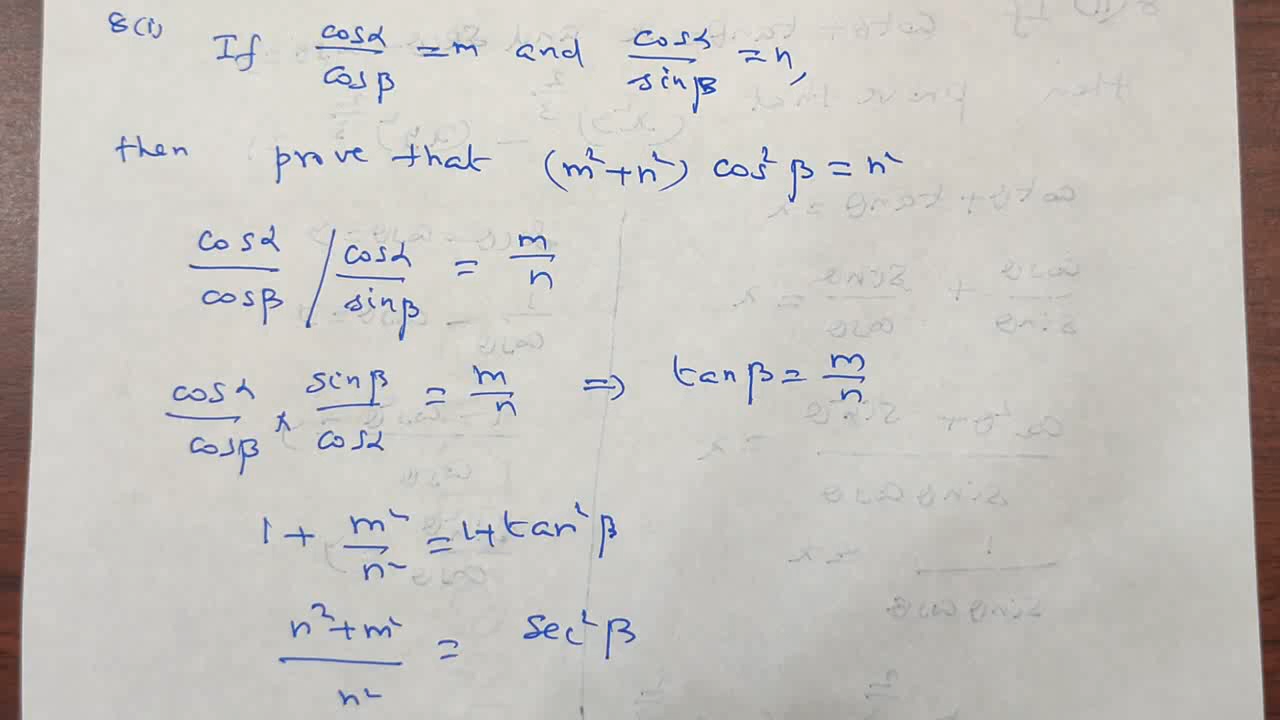 8(i) If cosα/cosβ = m and cosα/sinβ = n,
then prove that (m² + n²) cos²β = n²
cosα/cosβ / cosα/sinβ = m/n
cosα/cosβ × sinβ/cosα = m/n ⇒ tanβ = m/n
1 + m²/n² = 1 + tan²β
n² + m²/n² = sec²β